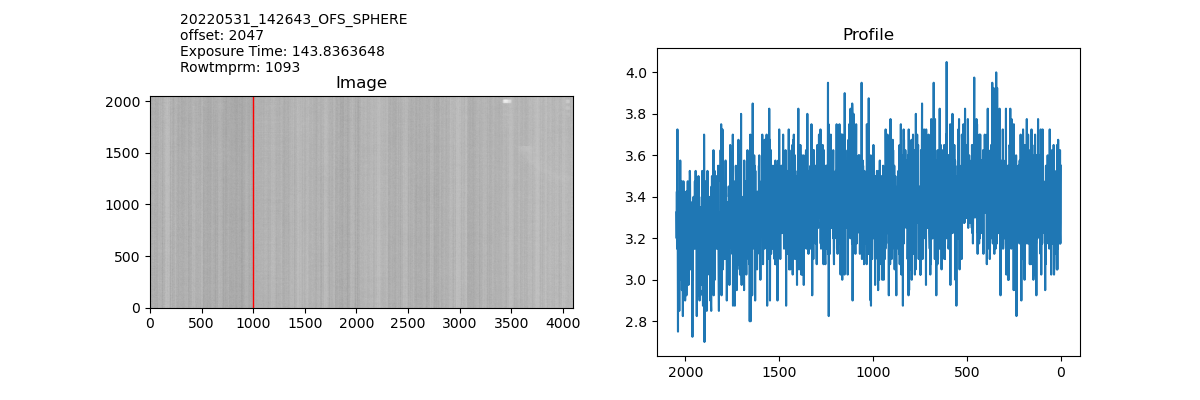 20220531_142643_OFS_SPHERE
offset: 2047
Exposure Time: 143.8363648
Rowtmprm: 1093
Image
2000
1500
1000
500
0
0 500 1000 1500 2000 2500 3000 3500 4000
Profile
4.0
3.8
3.6
3.4
3.2
3.0
2.8
2000 1500 1000 500 0